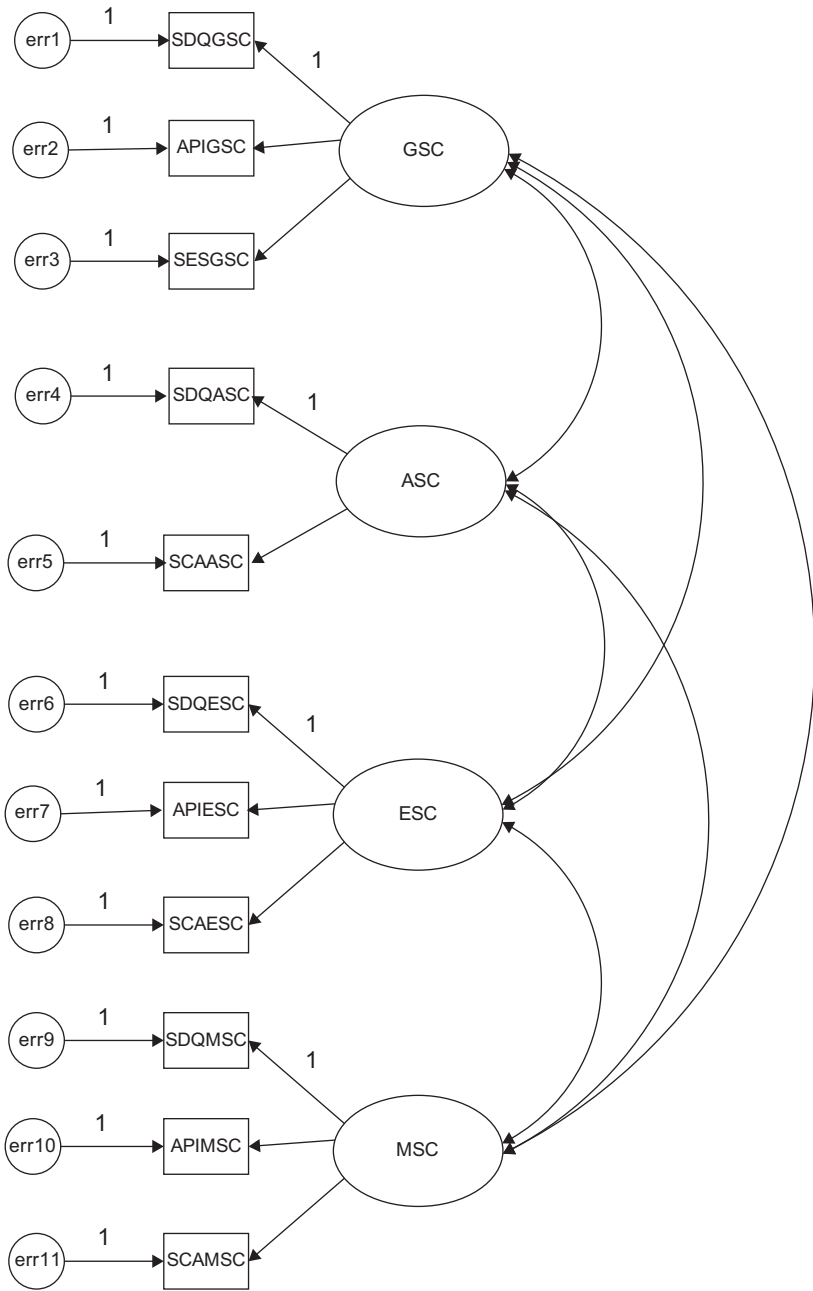 1
err1 SDQGSC
1
1
err2 APIGSC GSC
1
err3 SESGSC
1
err4 SDQASC
1
ASC
1
err5 SCAASC
1
err6 SDQESC
1
1
err7 APIESC ESC
1
err8 SCAESC
1
err9 SDQMSC
1
1
err10 APIMSC MSC
1
err11 SCAMSC